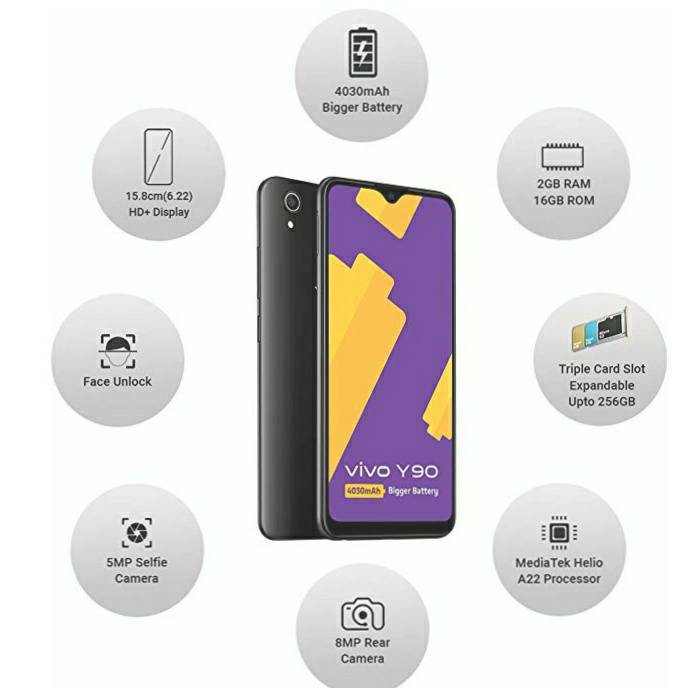 4030mAh
Bigger Battery
15.8cm(6.22)
HD+ Display
2GB RAM
16GB ROM
Face Unlock
Triple Card Slot
Expandable
Upto 256GB
vivo Y90
4030mAh Bigger Battery
5MP Selfie
Camera
MediaTek Helio
A22 Processor
8MP Rear
Camera